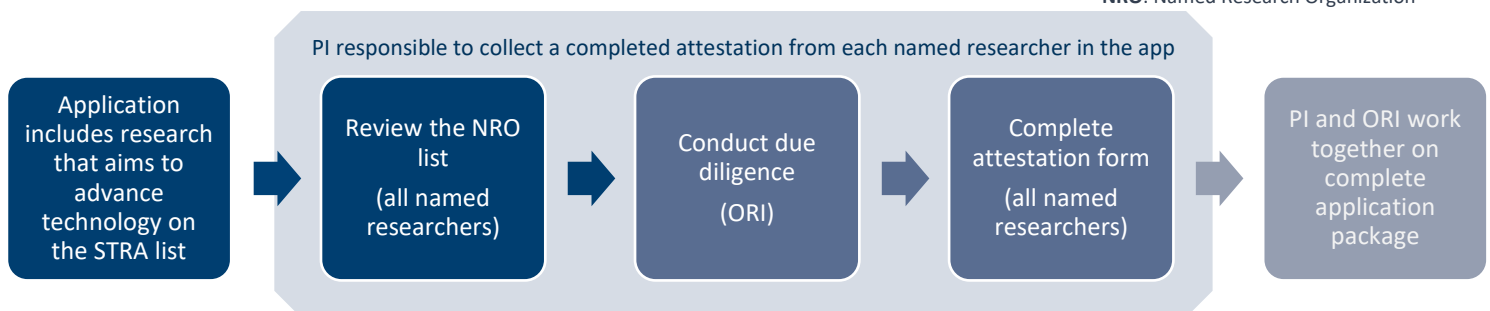 NRO: Named Research Organization
PI responsible to collect a completed attestation from each named researcher in the app
Application
includes research
that aims to
advance
technology on
the STRA list
Review the NRO
list
(all named
researchers)
Conduct due
diligence
(ORI)
Complete
attestation form
(all named
researchers)
PI and ORI work
together on
complete
application
package